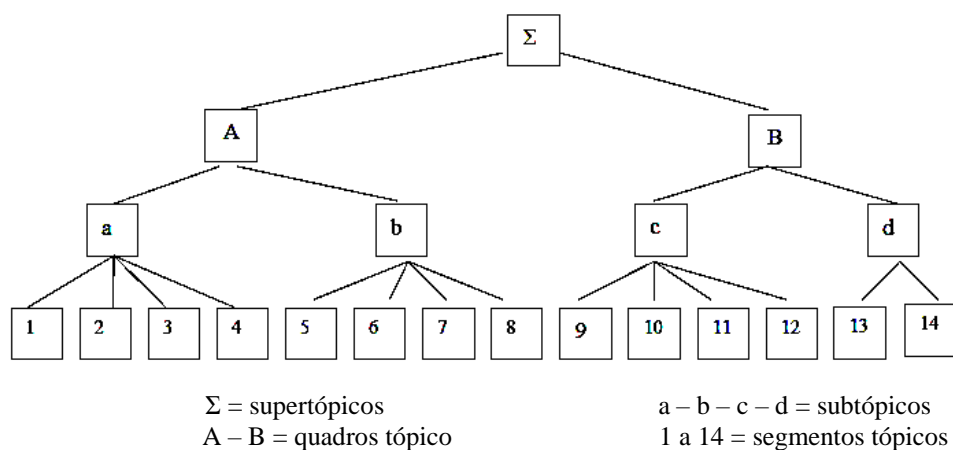 Σ
A B
a b c d
1 2 3 4 5 6 7 8 9 10 11 12 13 14
Σ = supertópicos a – b – c – d = subtópicos
A – B = quadros tópico 1 a 14 = segmentos tópicos